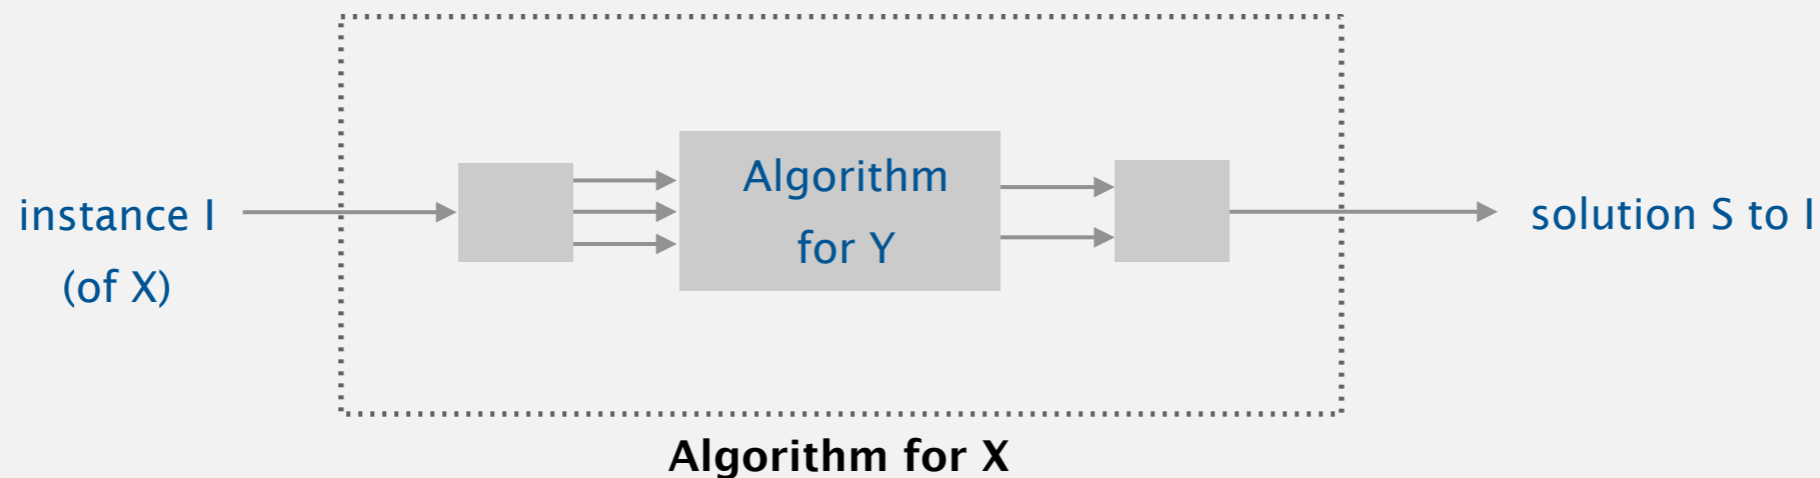 instance I
(of X)
Algorithm
for Y
solution S to I
Algorithm for X